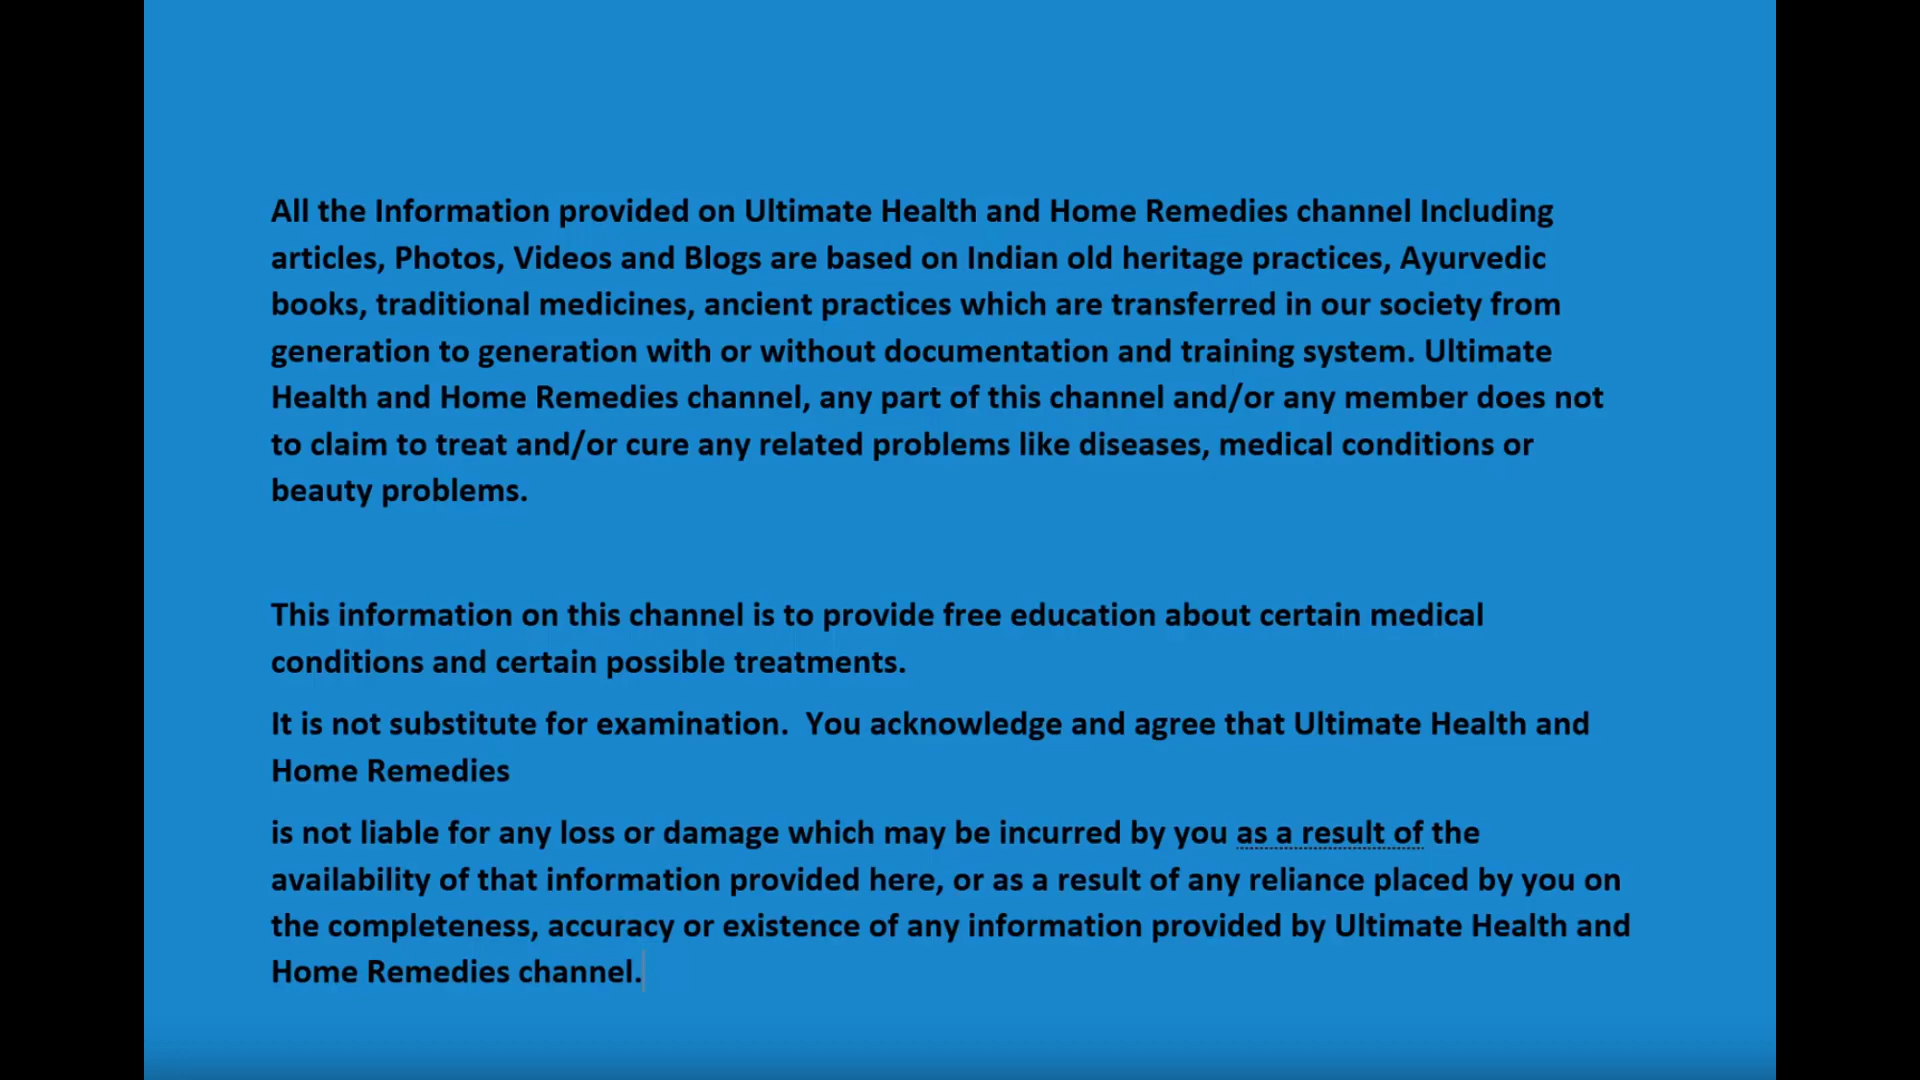 All the Information provided on Ultimate Health and Home Remedies channel Including
articles, Photos, Videos and Blogs are based on Indian old heritage practices, Ayurvedic
books, traditional medicines, ancient practices which are transferred in our society from
generation to generation with or without documentation and training system. Ultimate
Health and Home Remedies channel, any part of this channel and/or any member does not
to claim to treat and/or cure any related problems like diseases, medical conditions or
beauty problems.
This information on this channel is to provide free education about certain medical
conditions and certain possible treatments.
It is not substitute for examination.  You acknowledge and agree that Ultimate Health and
Home Remedies
is not liable for any loss or damage which may be incurred by you as a result of the
availability of that information provided here, or as a result of any reliance placed by you on
the completeness, accuracy or existence of any information provided by Ultimate Health and
Home Remedies channel.